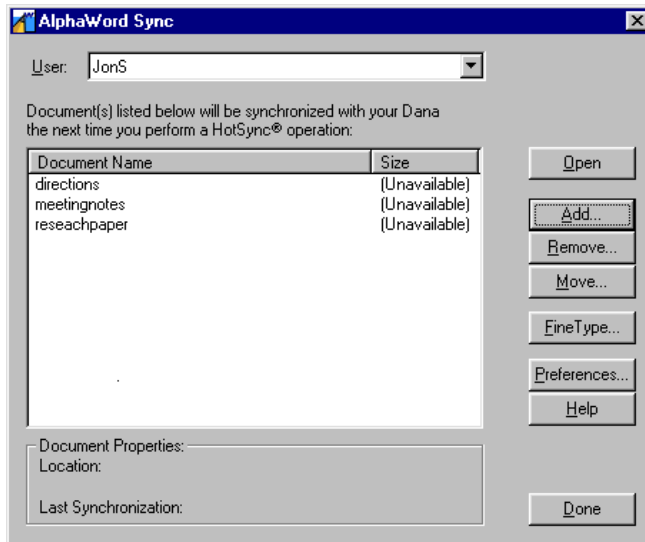 AlphaWord Sync
User: JonS
Document(s) listed below will be synchronized with your Dana
the next time you perform a HotSync® operation:
Document Name Size
directions (Unavailable)
meetingnotes (Unavailable)
reseachpaper (Unavailable)
Open
Add...
Remove...
Move...
FineType...
Preferences...
Help
Document Properties:
Location:
Last Synchronization:
Done